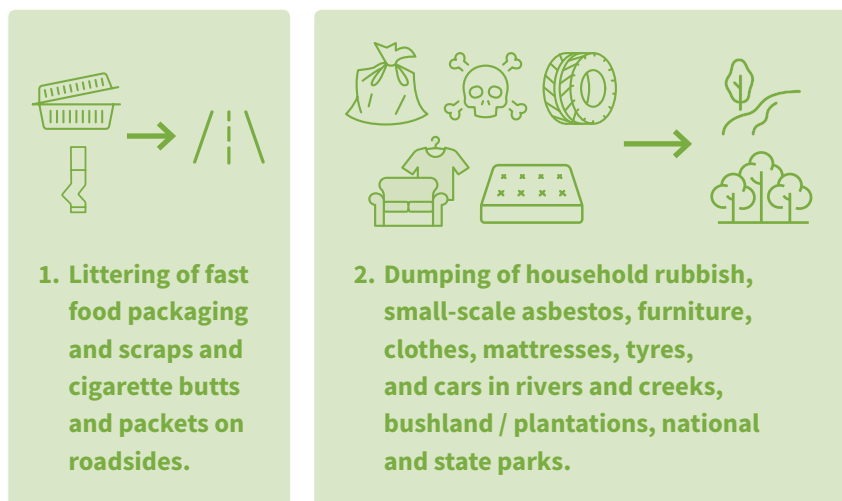 1. Littering of fast
food packaging
and scraps and
cigarette butts
and packets on
roadsides.
2. Dumping of household rubbish,
small-scale asbestos, furniture,
clothes, mattresses, tyres,
and cars in rivers and creeks,
bushland / plantations, national
and state parks.